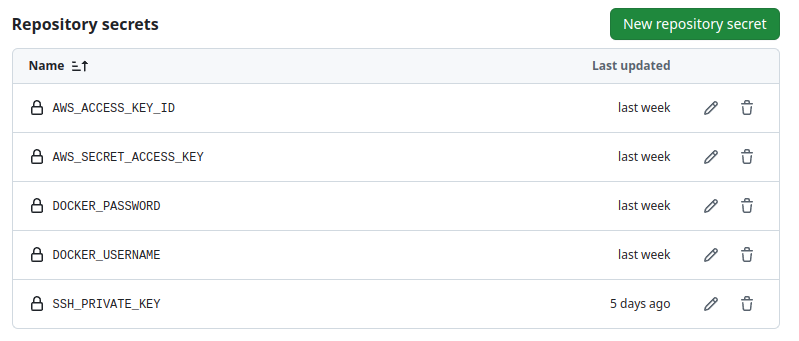 Repository secrets
New repository secret
Name
Last updated
AWS_ACCESS_KEY_ID
last week
AWS_SECRET_ACCESS_KEY
last week
DOCKER_PASSWORD
last week
DOCKER_USERNAME
last week
SSH_PRIVATE_KEY
5 days ago